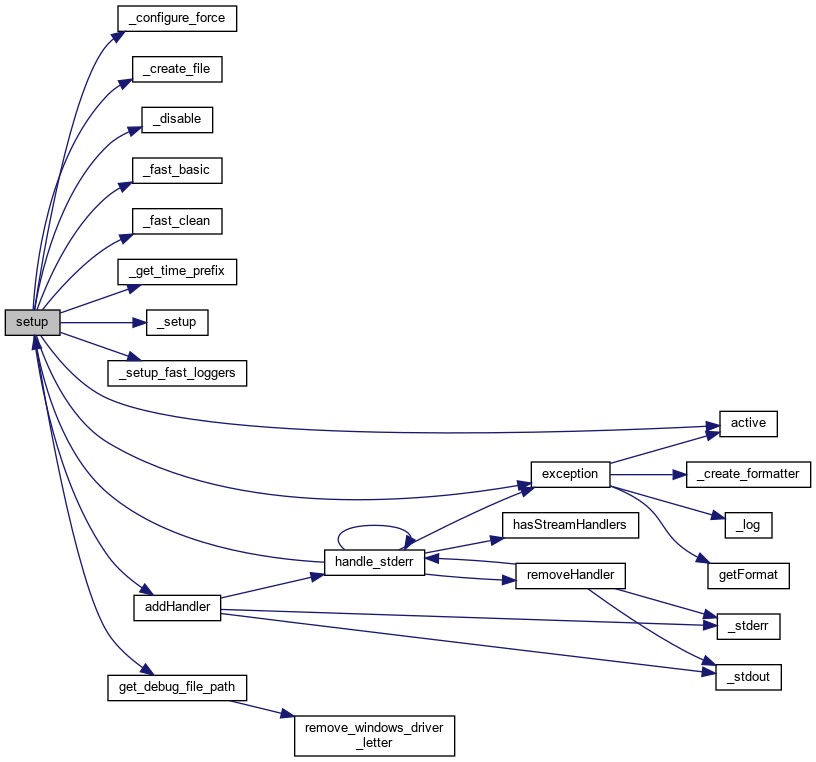 _configure_force
_create_file
_disable
_fast_basic
_fast_clean
_get_time_prefix
setup
_setup
_setup_fast_loggers
active
exception
_create_formatter
hasStreamHandlers
_log
handle_stderr
removeHandler
getFormat
addHandler
_stderr
get_debug_file_path
_stdout
remove_windows_driver
_letter